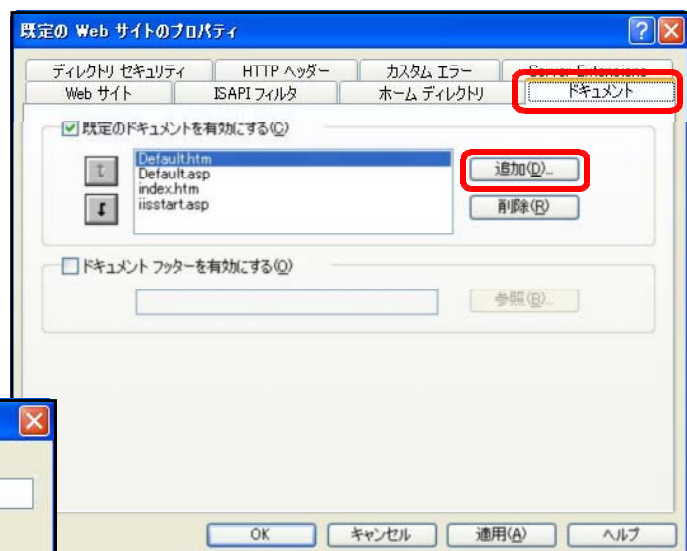 既定の Web サイトのプロパティ
ディレクトリ セキュリティ HTTP ヘッダー カスタム エラー Server Extensions
Web サイト ISAPI フィルタ ホーム ディレクトリ ドキュメント
既定のドキュメントを有効にする(C)
Default.htm
Default.asp
index.htm
iisstart.asp
追加(D)...
削除(R)
ドキュメント フッターを有効にする(O)
参照(B)...
OK キャンセル 適用(A) ヘルプ